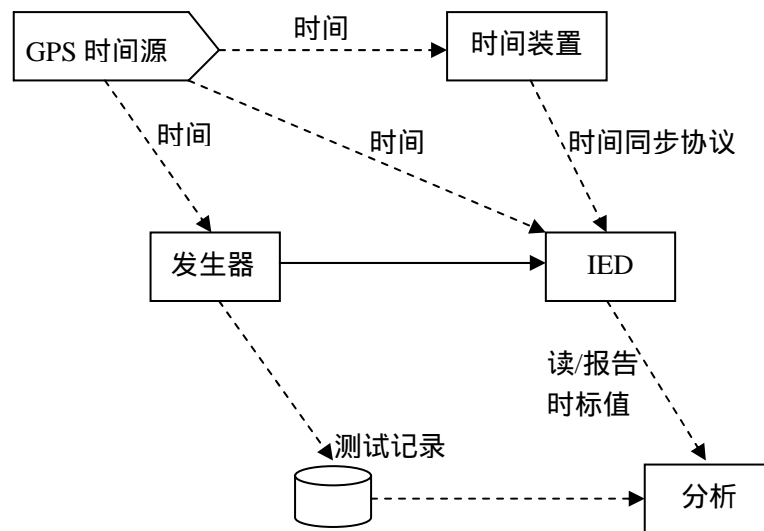 GPS 时间源
时间
时间装置
时间
时间
时间同步协议
发生器
IED
读/报告
时标值
测试记录
分析